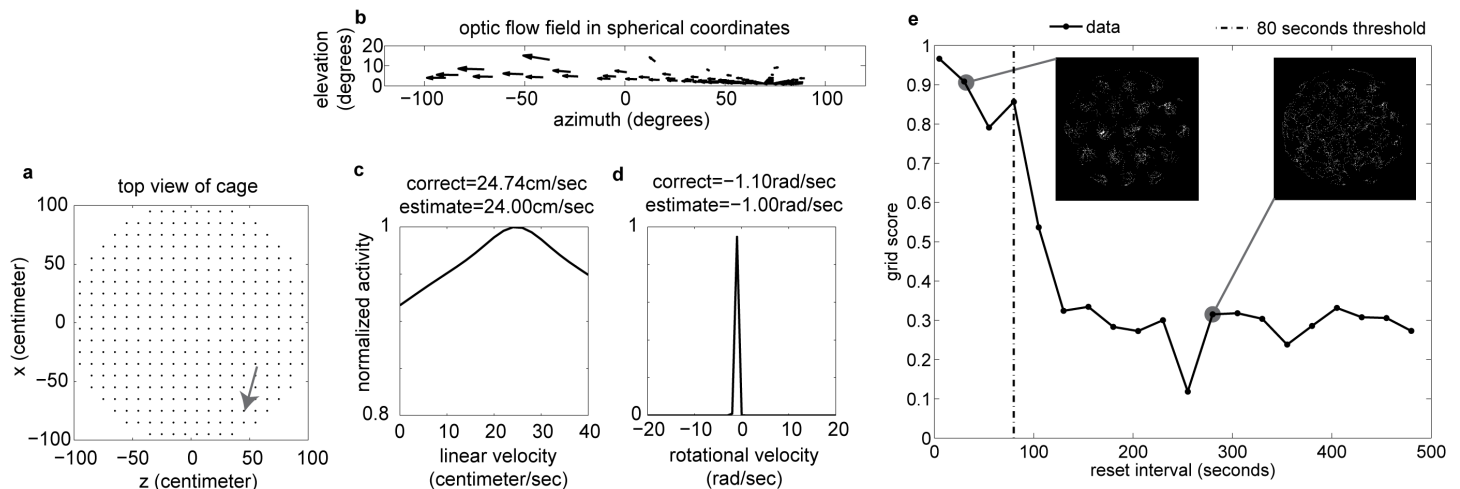 a
top view of cage
100
50
0
−50
−100
x (centimeter)
−100 −50 0 50 100
z (centimeter)
b
optic flow field in spherical coordinates
20
10
0
elevation
(degrees)
−100 −50 0 50 100
azimuth (degrees)
c
correct=24.74cm/sec
estimate=24.00cm/sec
1
0.8
normalized activity
0 10 20 30 40
linear velocity
(centimeter/sec)
d
correct=−1.10rad/sec
estimate=−1.00rad/sec
1
0
−20 −10 0 10 20
rotational velocity
(rad/sec)
e
data
80 seconds threshold
1
0.9
0.8
0.7
0.6
0.5
0.4
0.3
0.2
0.1
0
grid score
0 100 200 300 400 500
reset interval (seconds)